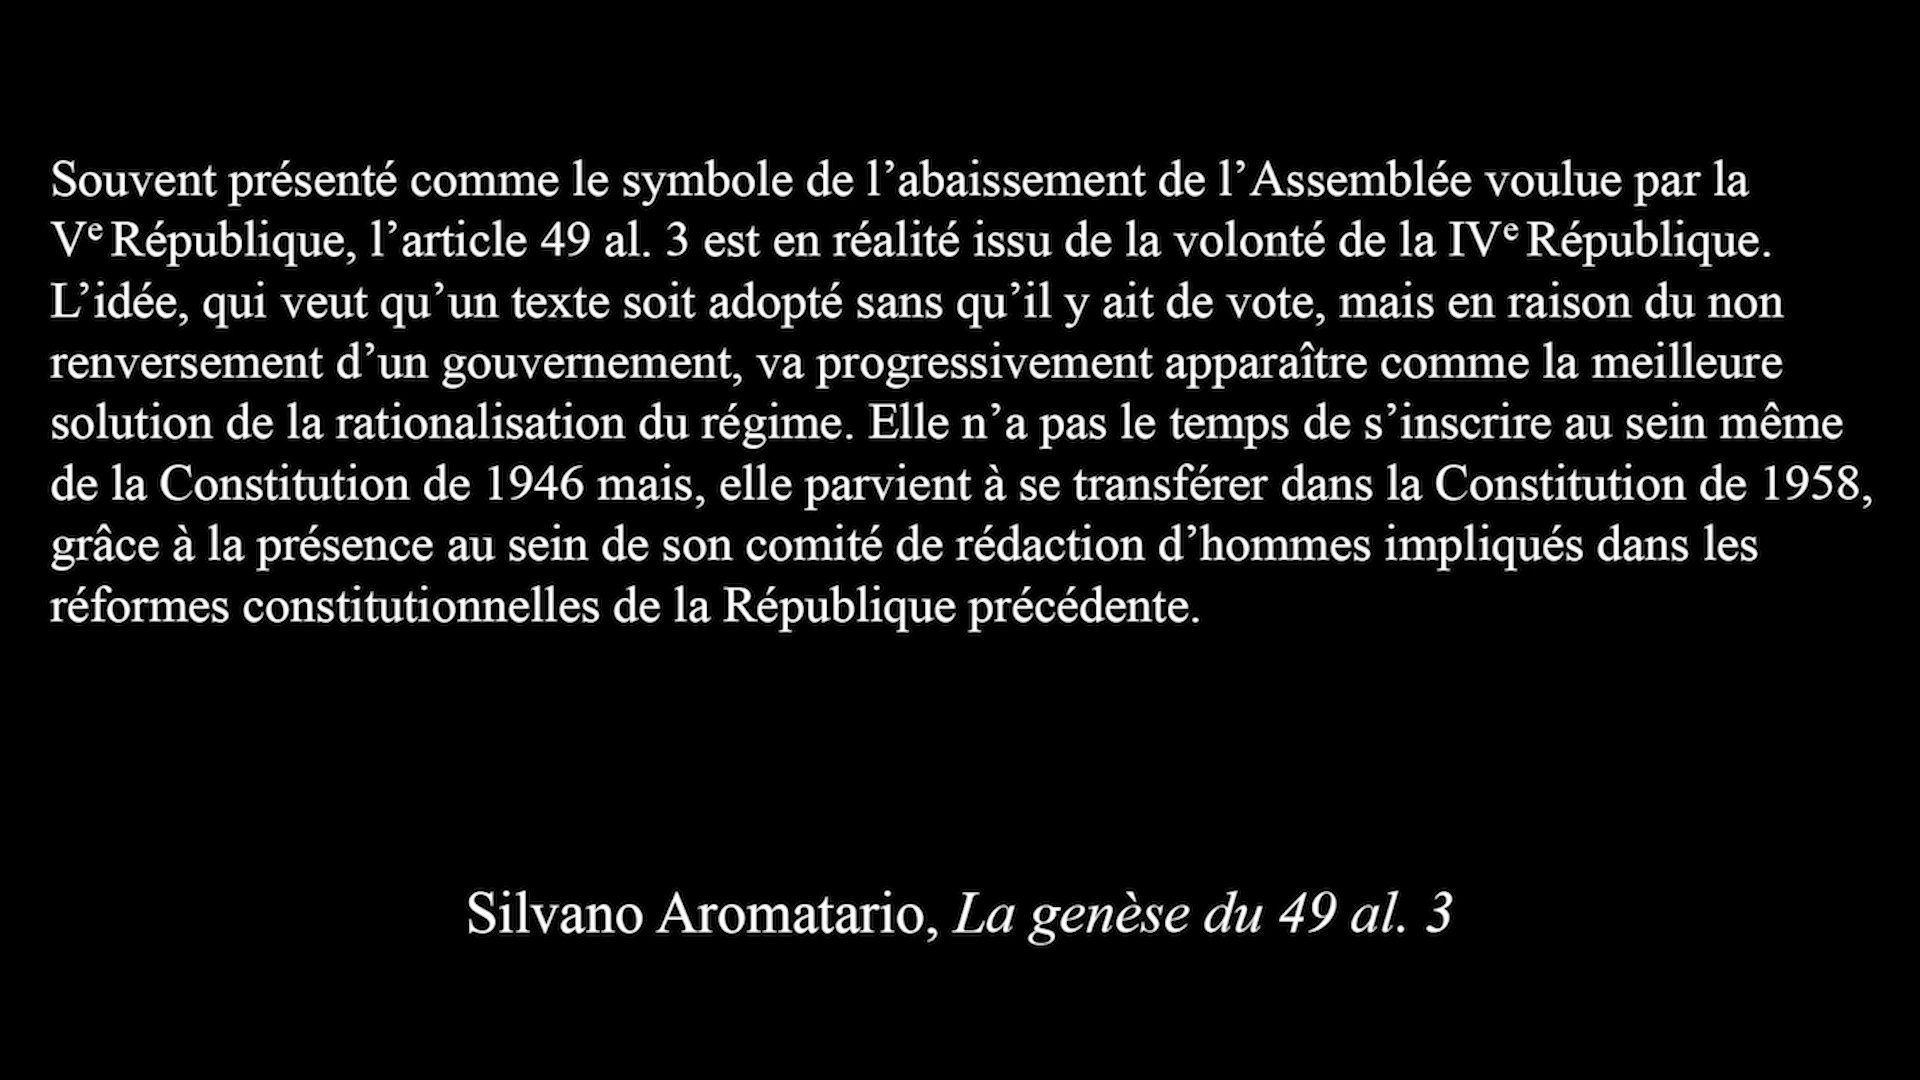 Souvent présenté comme le symbole de l’abaissement de l’Assemblée voulue par la
Vᵉ République, l’article 49 al. 3 est en réalité issu de la volonté de la IVᵉ République.
L’idée, qui veut qu’un texte soit adopté sans qu’il y ait de vote, mais en raison du non
renversement d’un gouvernement, va progressivement apparaître comme la meilleure
solution de la rationalisation du régime. Elle n’a pas le temps de s’inscrire au sein même
de la Constitution de 1946 mais, elle parvient à se transférer dans la Constitution de 1958,
grâce à la présence au sein de son comité de rédaction d’hommes impliqués dans les
réformes constitutionnelles de la République précédente.
Silvano Aromatario, La genèse du 49 al. 3